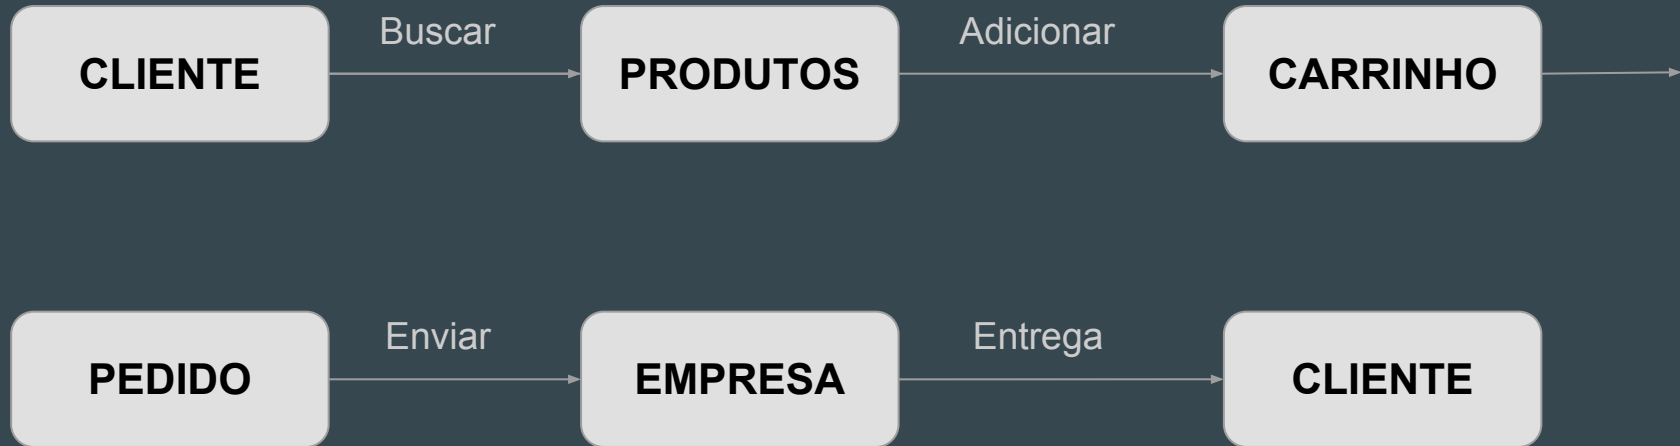 Buscar
Adicionar
CLIENTE
PRODUTOS
CARRINHO
Enviar
Entrega
PEDIDO
EMPRESA
CLIENTE